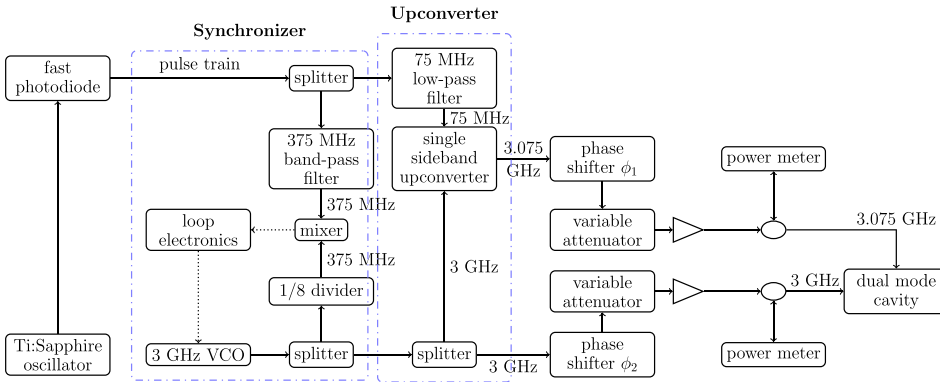 Upconverter
Synchronizer
fast
photodiode
pulse train
splitter
75 MHz
low-pass
filter
75 MHz
375 MHz
band-pass
filter
single
sideband
upconverter
3.075
GHz
phase
shifter ϕ₁
power meter
375 MHz
loop
electronics
mixer
variable
attenuator
3.075 GHz
375 MHz
3 GHz
1/8 divider
variable
attenuator
3 GHz
dual mode
cavity
Ti:Sapphire
oscillator
3 GHz VCO
splitter
splitter
3 GHz
phase
shifter ϕ₂
power meter